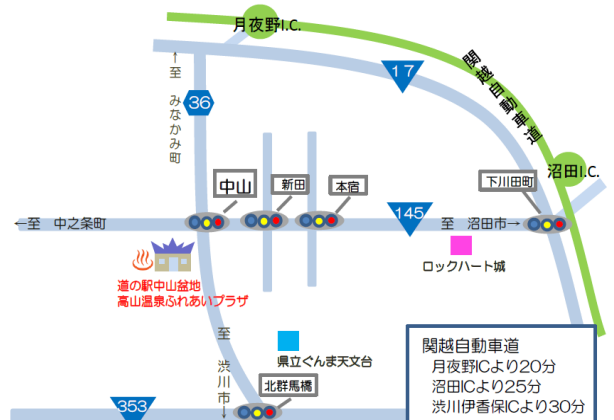 月夜野I.C.
17
関越自動車道
←至 みなかみ町
36
沼田I.C.
中山
新田
本宿
下川田町
←至 中之条町
145
至 沼田市→
ロックハート城
道の駅中山盆地
高山温泉ふれあいプラザ
至 渋川市↓
県立ぐんま天文台
北群馬橋
353
関越自動車道
月夜野ICより20分
沼田ICより25分
渋川伊香保ICより30分